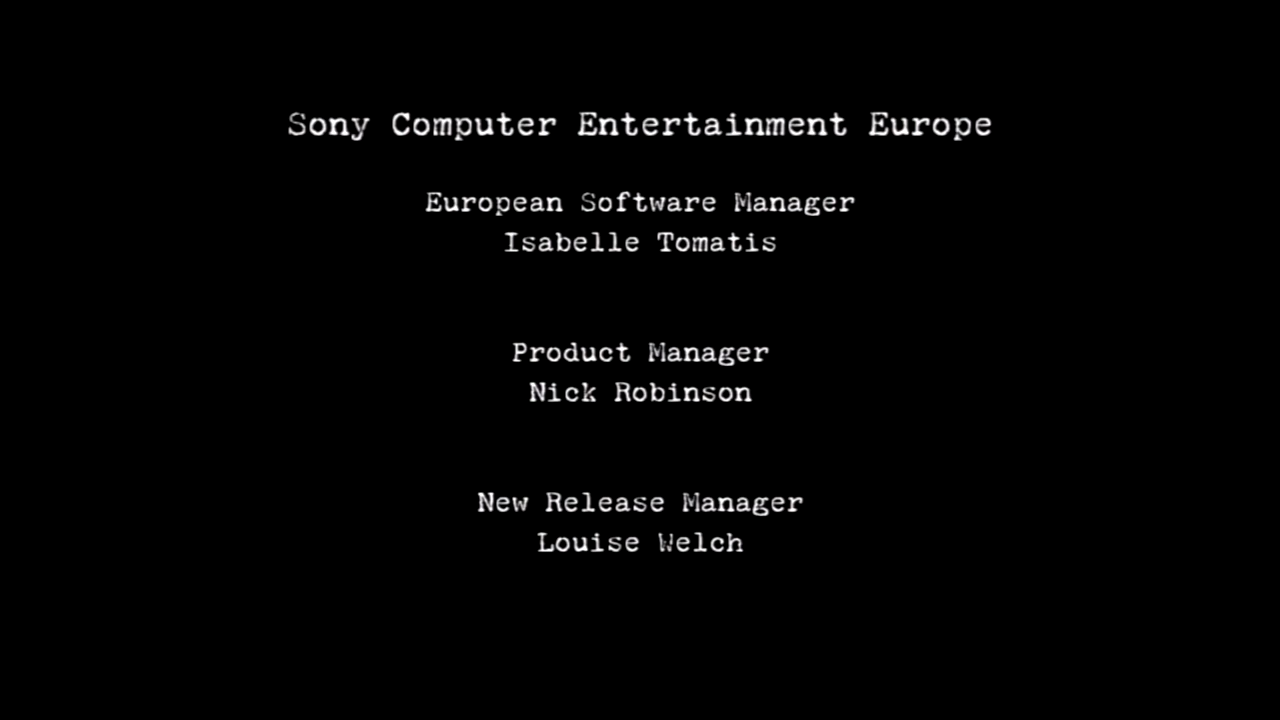 Sony Computer Entertainment Europe
European Software Manager
Isabelle Tomatis
Product Manager
Nick Robinson
New Release Manager
Louise Welch